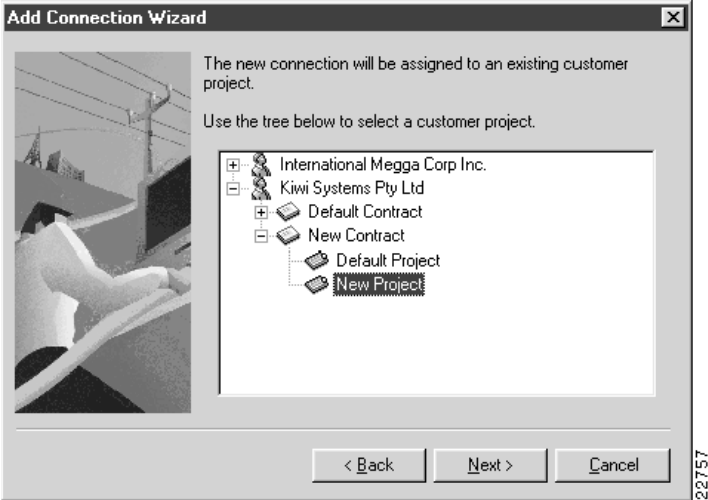 Add Connection Wizard
The new connection will be assigned to an existing customer
project.
Use the tree below to select a customer project.
International Megga Corp Inc.
Kiwi Systems Pty Ltd
Default Contract
New Contract
Default Project
New Project
< Back
Next >
Cancel
22757